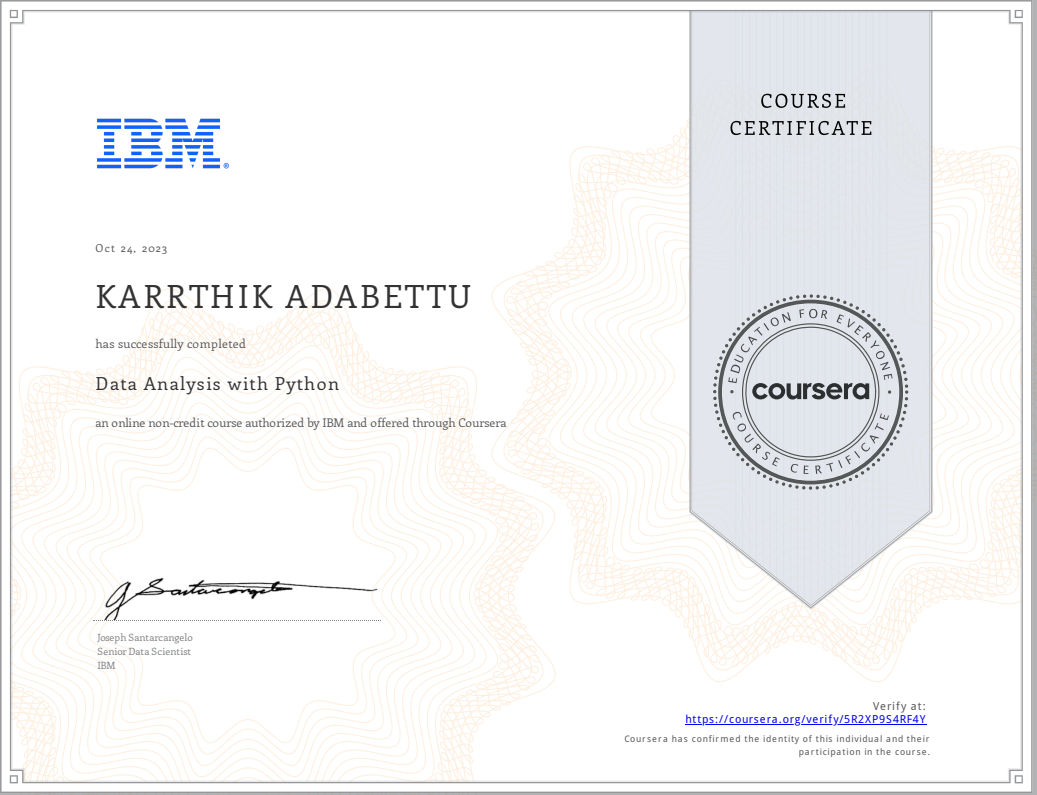 COURSE
CERTIFICATE
IBM®
Oct 24, 2023
KARRTHIK ADABETTU
has successfully completed
Data Analysis with Python
an online non-credit course authorized by IBM and offered through Coursera
EDUCATION FOR EVERYONE
coursera
COURSE CERTIFICATE
J Santarcangelo
Joseph Santarcangelo
Senior Data Scientist
IBM
Verify at:
https://coursera.org/verify/5R2XP9S4RF4Y
Coursera has confirmed the identity of this individual and their
participation in the course.